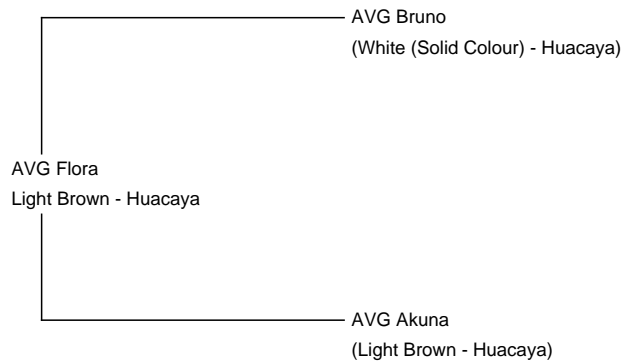 AVG Bruno
(White (Solid Colour) - Huacaya)
AVG Flora
Light Brown - Huacaya
AVG Akuna
(Light Brown - Huacaya)